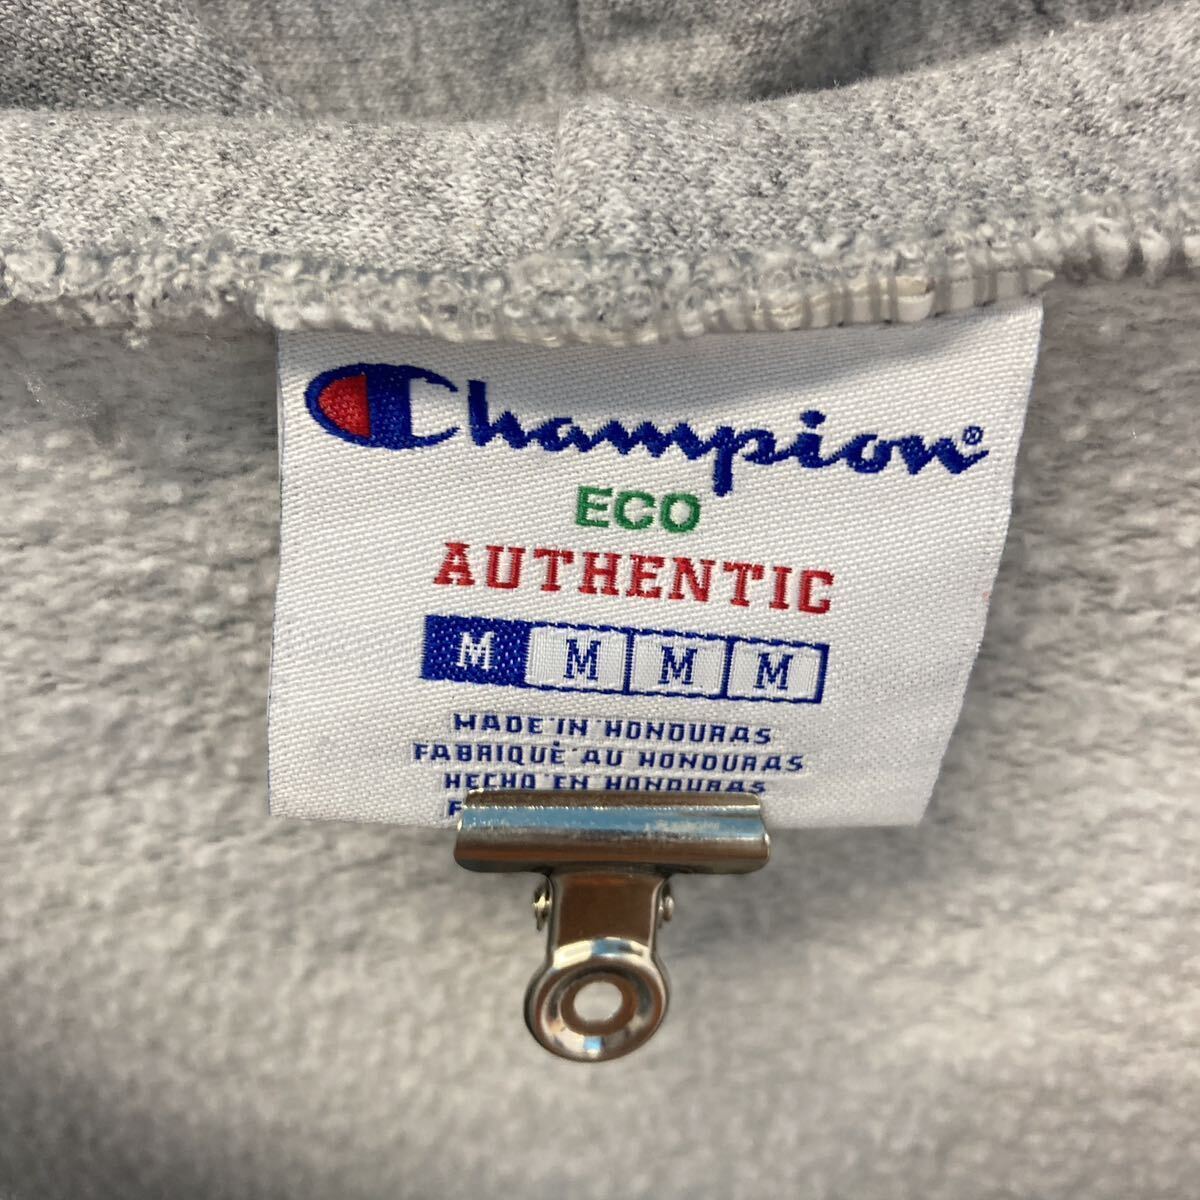 Champion®
ECO
AUTHENTIC
M M M M
MADE IN HONDURAS
FABRIQUÉ AU HONDURAS
HECHO EN HONDURAS